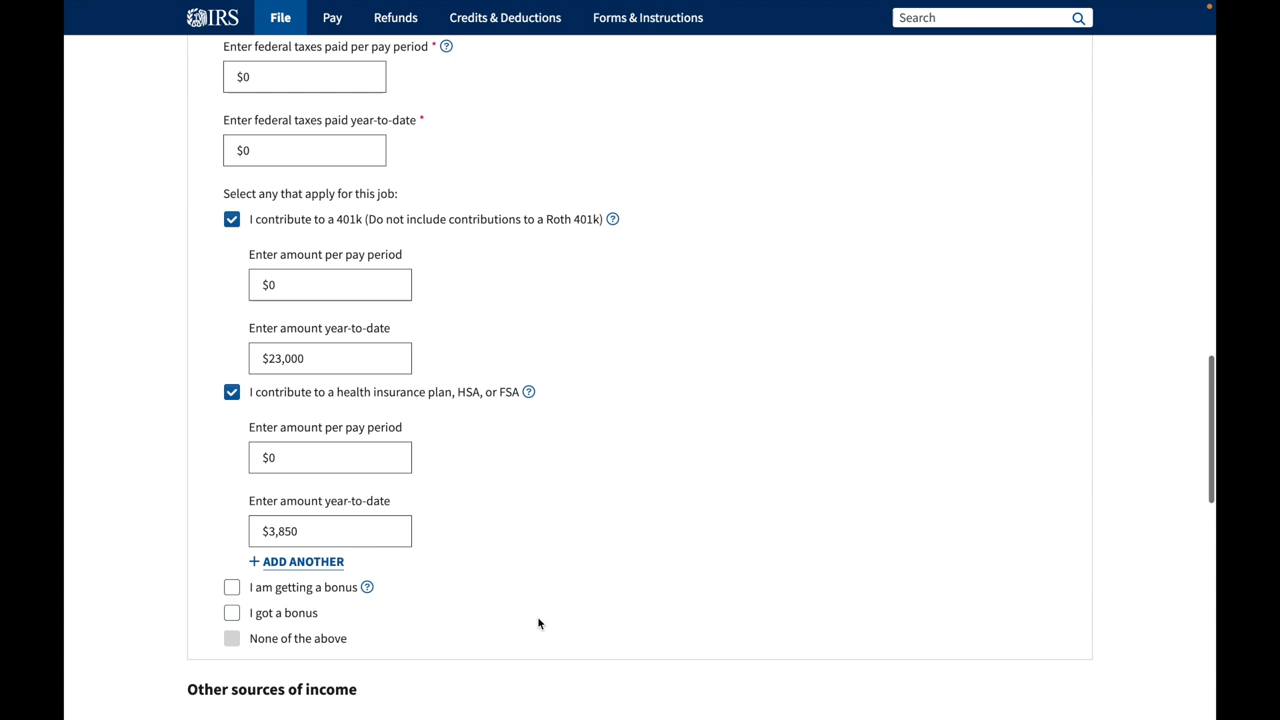 IRS File Pay Refunds Credits & Deductions Forms & Instructions Search
Enter federal taxes paid per pay period * ?
$0
Enter federal taxes paid year-to-date *
$0
Select any that apply for this job:
I contribute to a 401k (Do not include contributions to a Roth 401k) ?
Enter amount per pay period
$0
Enter amount year-to-date
$23,000
I contribute to a health insurance plan, HSA, or FSA ?
Enter amount per pay period
$0
Enter amount year-to-date
$3,850
+ ADD ANOTHER
I am getting a bonus ?
I got a bonus
None of the above
Other sources of income